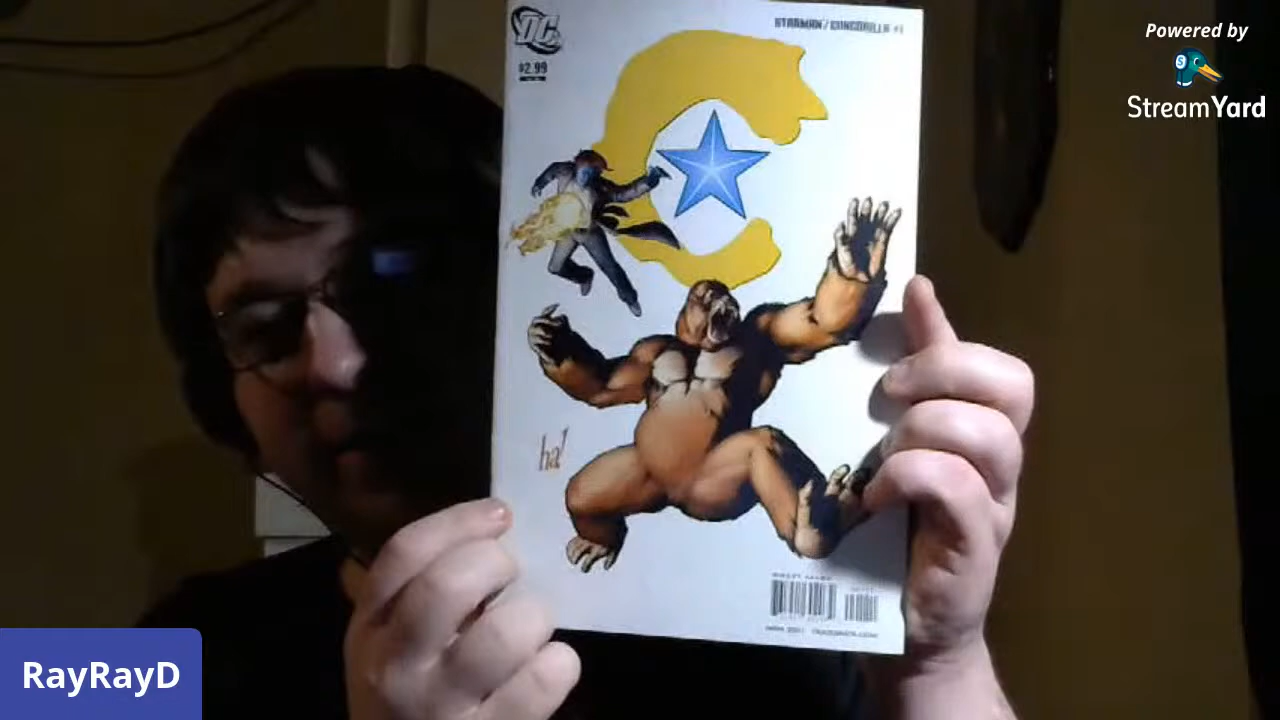 Powered by
StreamYard
DC
$2.99
STARMAN / CONGORILLA #1
ha!
RayRayD